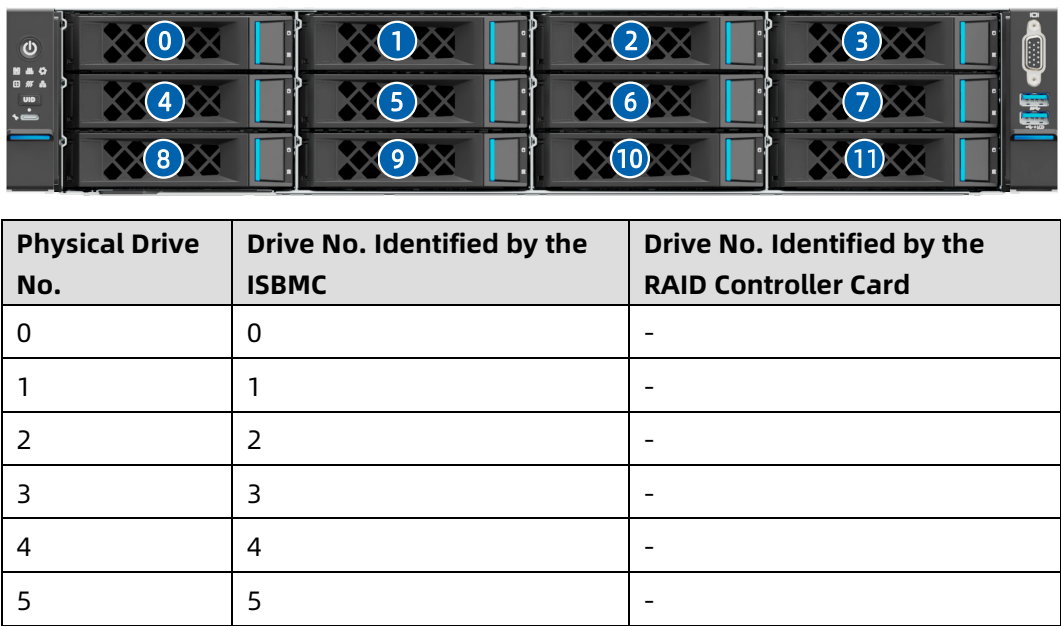 0 1 2 3
UID
4 5 6 7
8 9 10 11
Physical Drive No. Drive No. Identified by the ISBMC Drive No. Identified by the RAID Controller Card
0 0 -
1 1 -
2 2 -
3 3 -
4 4 -
5 5 -